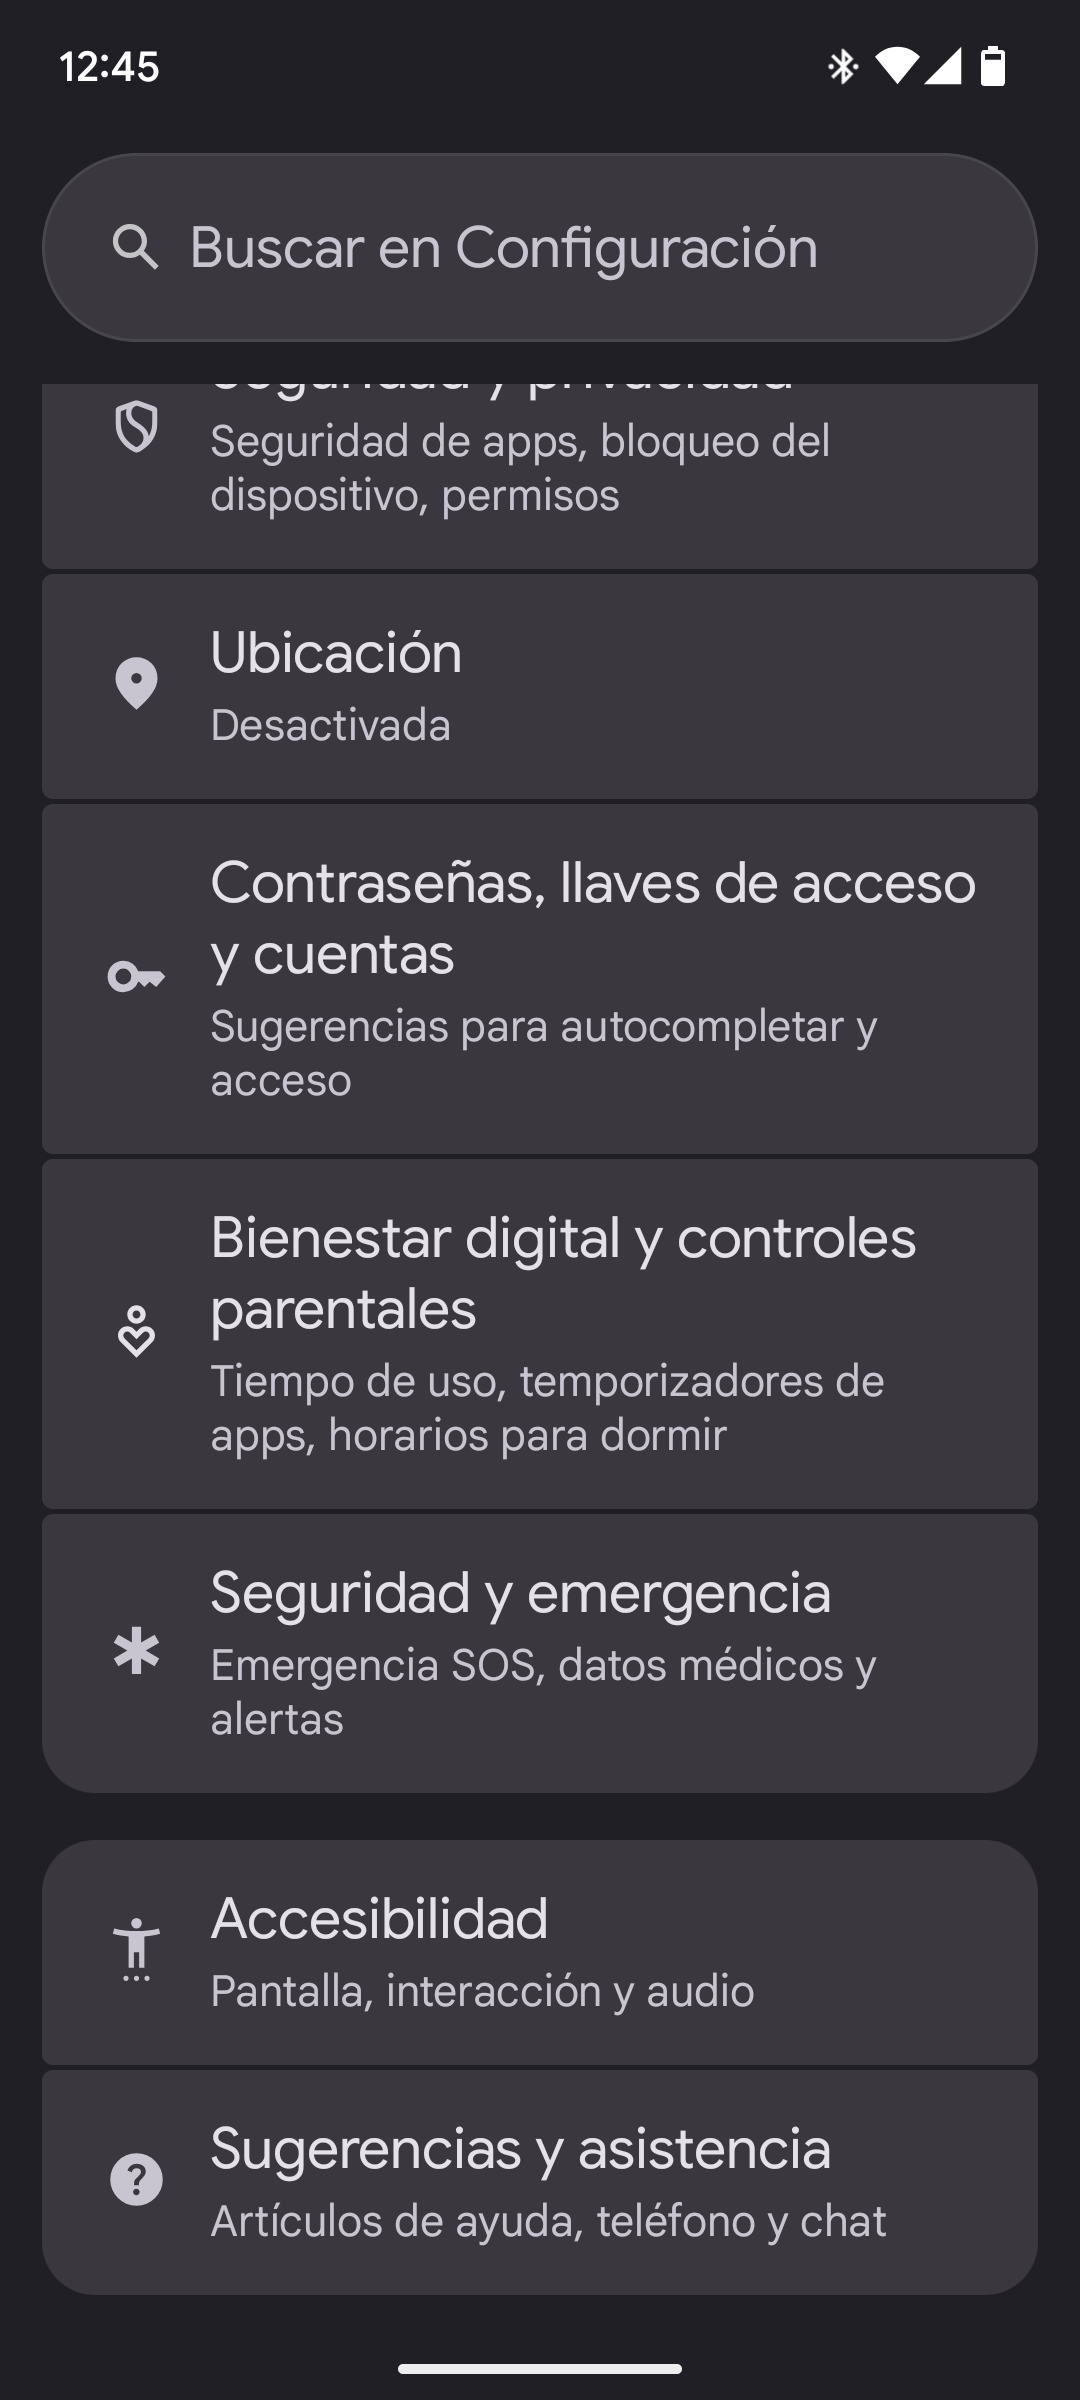 12:45
Buscar en Configuración
Seguridad y privacidad
Seguridad de apps, bloqueo del
dispositivo, permisos
Ubicación
Desactivada
Contraseñas, llaves de acceso
y cuentas
Sugerencias para autocompletar y
acceso
Bienestar digital y controles
parentales
Tiempo de uso, temporizadores de
apps, horarios para dormir
Seguridad y emergencia
Emergencia SOS, datos médicos y
alertas
Accesibilidad
Pantalla, interacción y audio
Sugerencias y asistencia
Artículos de ayuda, teléfono y chat